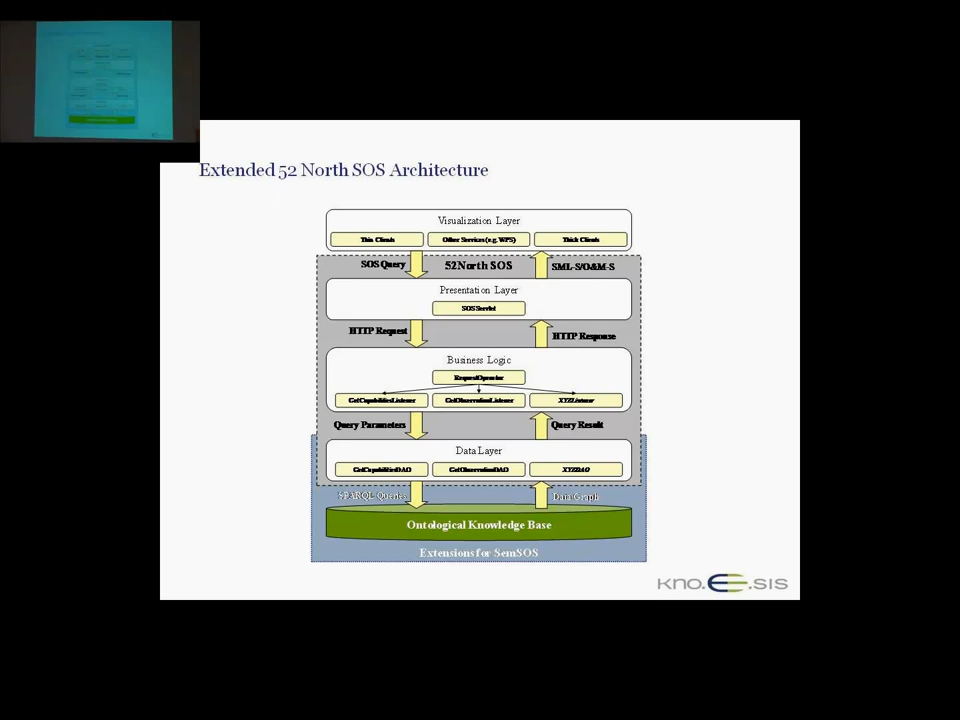 Extended 52 North SOS Architecture
Visualization Layer
Thin Clients
Other Services (e.g. WPS)
Thick Clients
SOS Query
52North SOS
SML-S/O&M-S
Presentation Layer
SOS Servlet
HTTP Request
HTTP Response
Business Logic
RequestOperator
GetCapabilitiesListener
GetObservationListener
XYZListener
Query Parameters
Query Result
Data Layer
GetCapabilitiesDAO
GetObservationDAO
XYZDAO
SPARQL Queries
Data Graph
Ontological Knowledge Base
Extensions for SemSOS
kno.e.sis